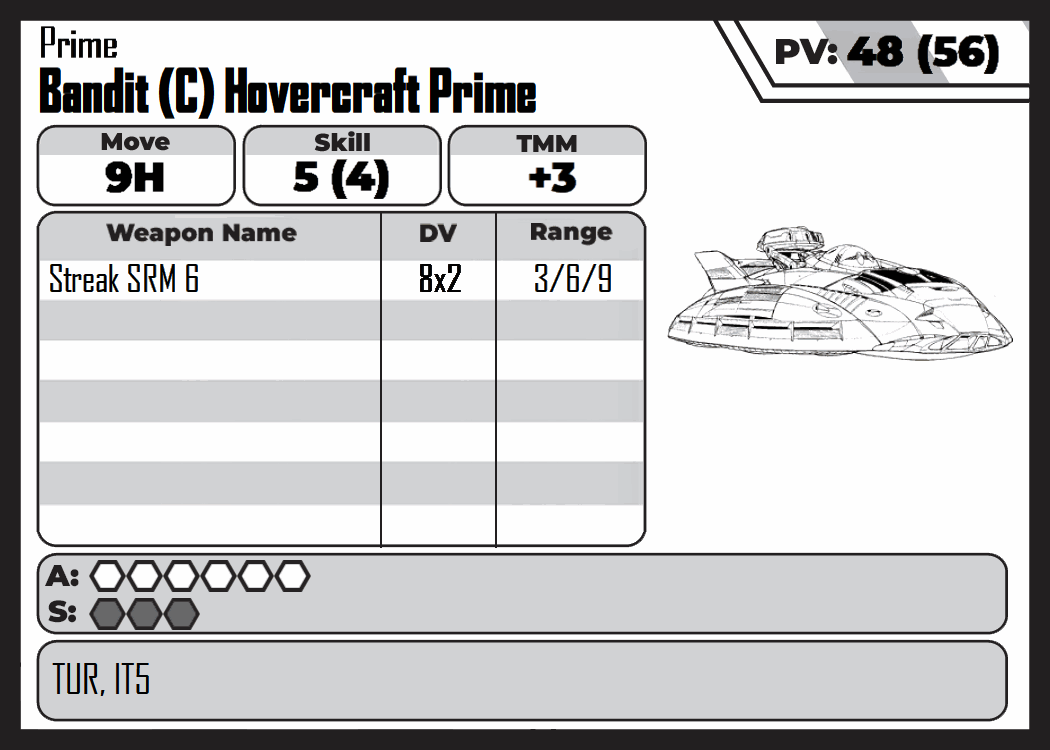 Prime
Bandit (C) Hovercraft Prime
PV: 48 (56)
Move Skill TMM
9H 5 (4) +3
Weapon Name DV Range
Streak SRM 6 8x2 3/6/9
A:
S:
TUR, IT5